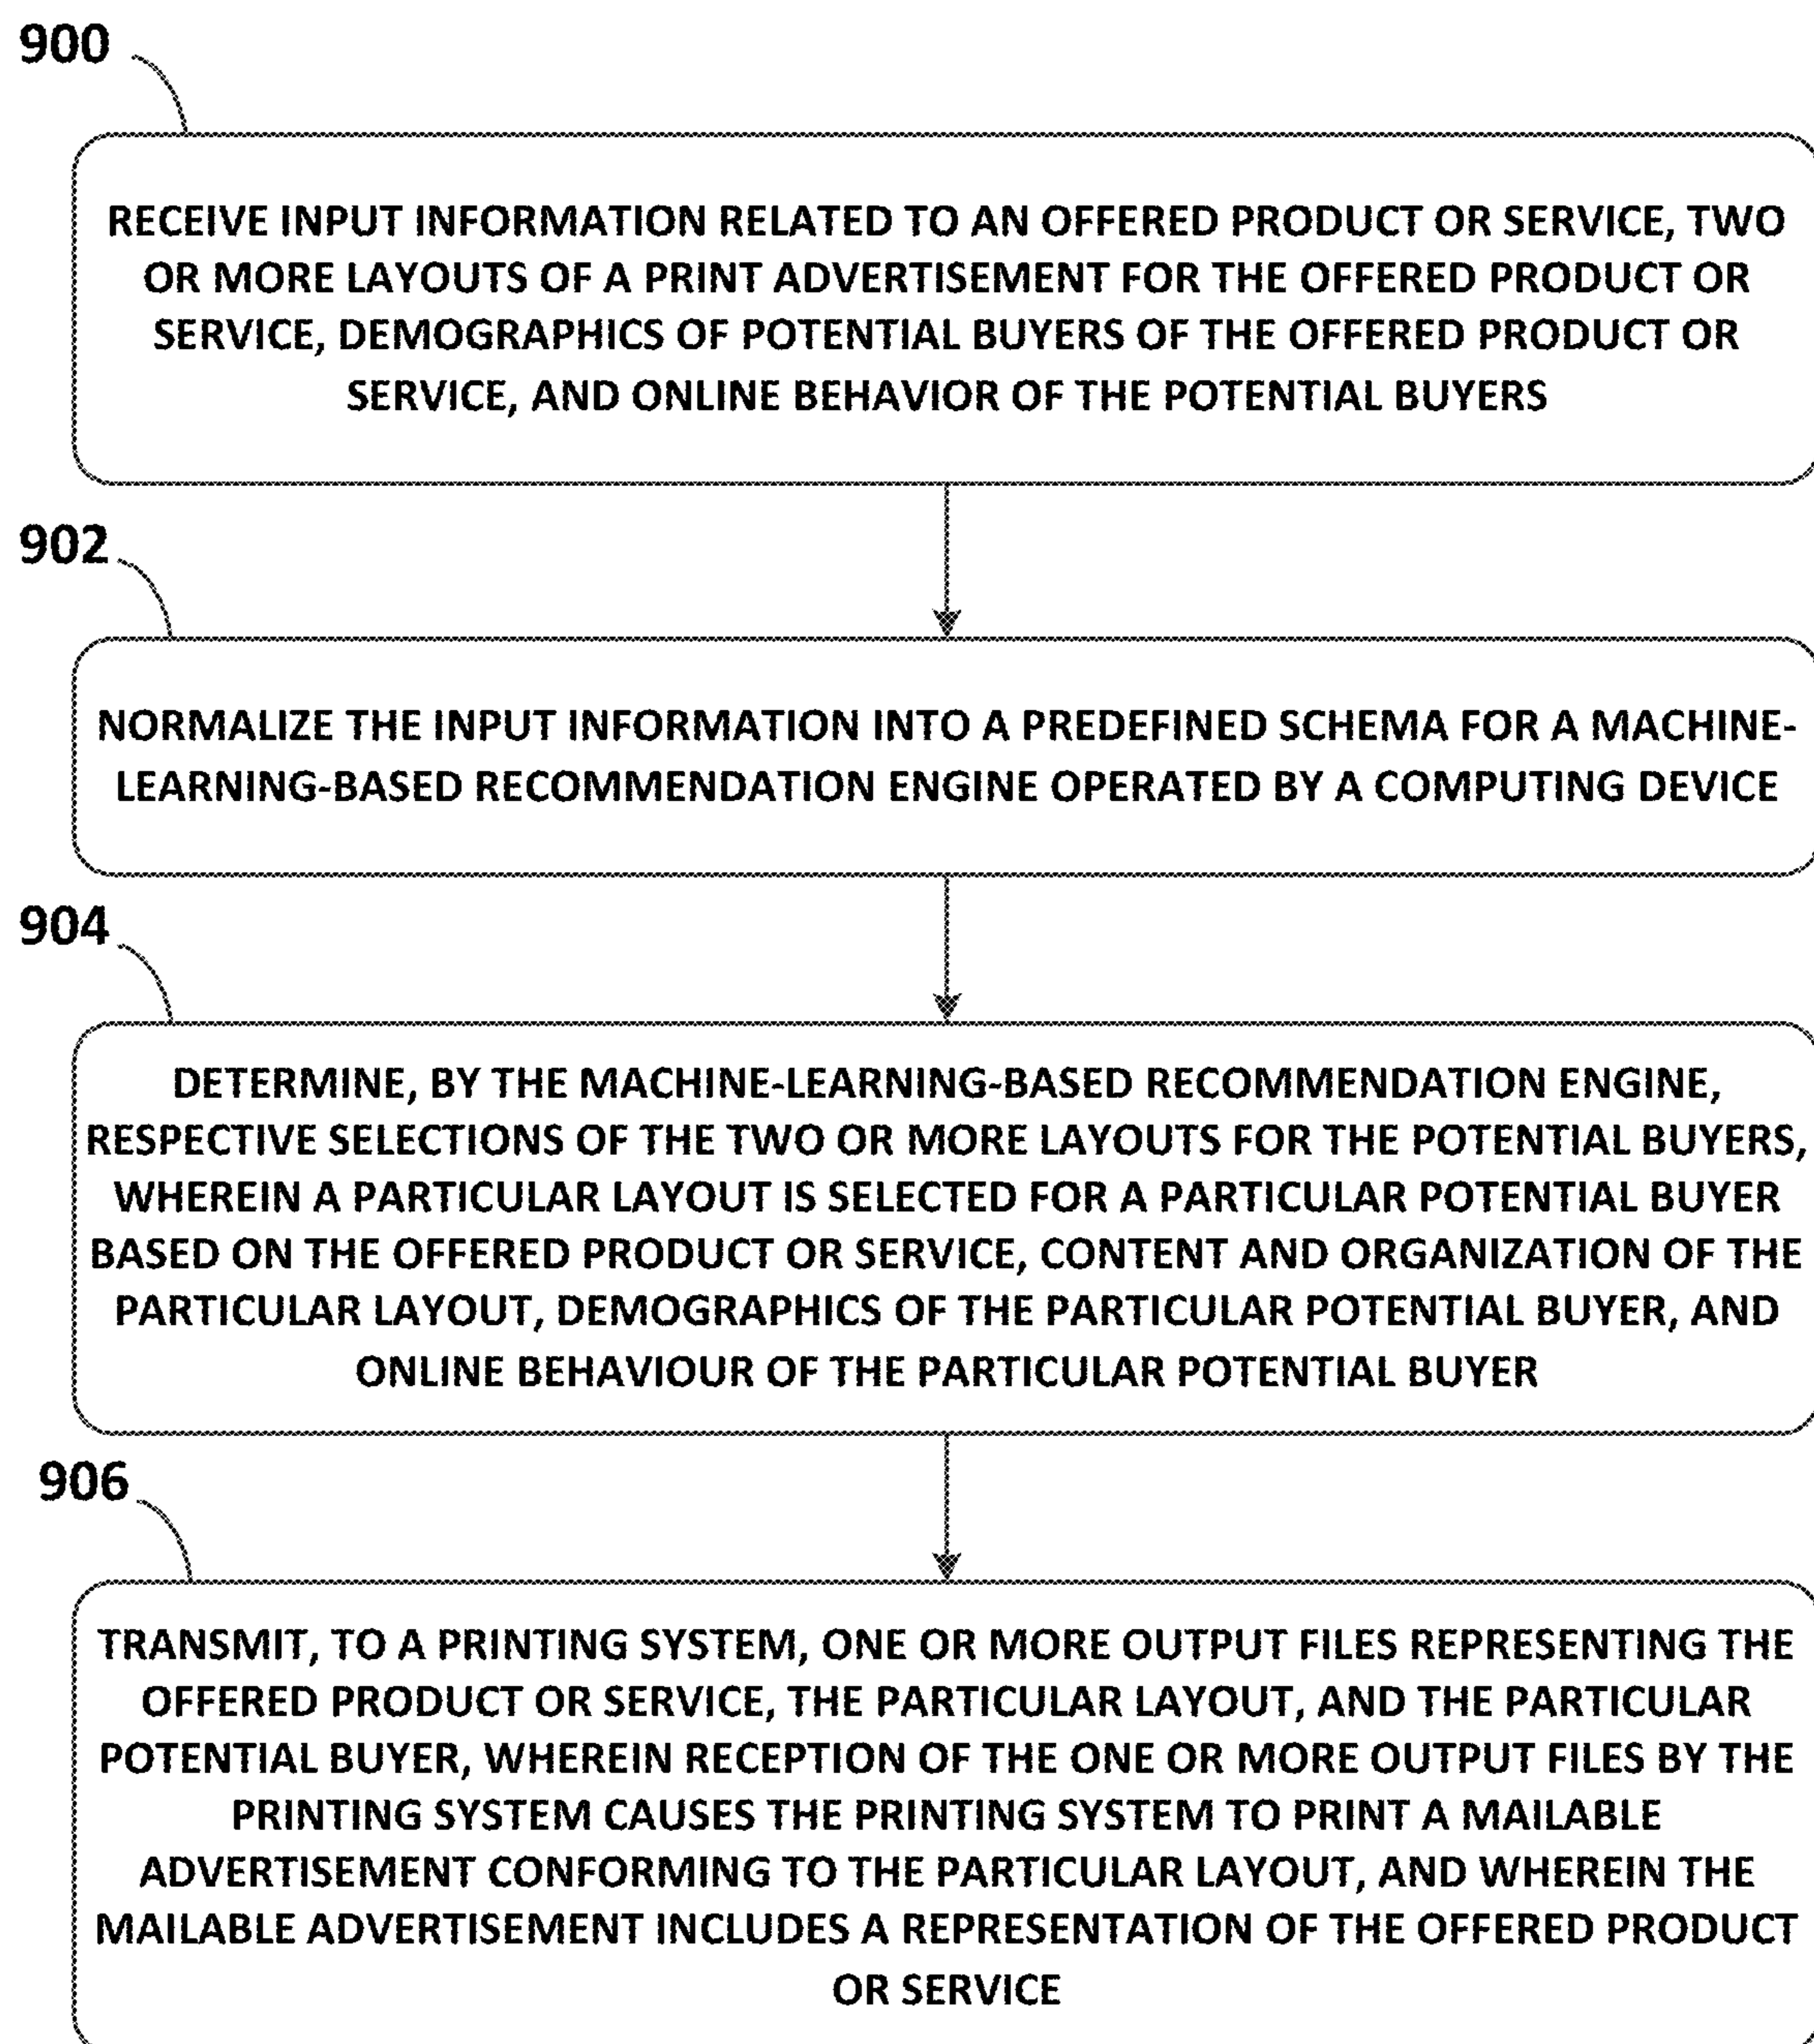 900
RECEIVE INPUT INFORMATION RELATED TO AN OFFERED PRODUCT OR SERVICE, TWO
OR MORE LAYOUTS OF A PRINT ADVERTISEMENT FOR THE OFFERED PRODUCT OR
SERVICE, DEMOGRAPHICS OF POTENTIAL BUYERS OF THE OFFERED PRODUCT OR
SERVICE, AND ONLINE BEHAVIOR OF THE POTENTIAL BUYERS
902
NORMALIZE THE INPUT INFORMATION INTO A PREDEFINED SCHEMA FOR A MACHINE-
LEARNING-BASED RECOMMENDATION ENGINE OPERATED BY A COMPUTING DEVICE
904
DETERMINE, BY THE MACHINE-LEARNING-BASED RECOMMENDATION ENGINE,
RESPECTIVE SELECTIONS OF THE TWO OR MORE LAYOUTS FOR THE POTENTIAL BUYERS,
WHEREIN A PARTICULAR LAYOUT IS SELECTED FOR A PARTICULAR POTENTIAL BUYER
BASED ON THE OFFERED PRODUCT OR SERVICE, CONTENT AND ORGANIZATION OF THE
PARTICULAR LAYOUT, DEMOGRAPHICS OF THE PARTICULAR POTENTIAL BUYER, AND
ONLINE BEHAVIOUR OF THE PARTICULAR POTENTIAL BUYER
906
TRANSMIT, TO A PRINTING SYSTEM, ONE OR MORE OUTPUT FILES REPRESENTING THE
OFFERED PRODUCT OR SERVICE, THE PARTICULAR LAYOUT, AND THE PARTICULAR
POTENTIAL BUYER, WHEREIN RECEPTION OF THE ONE OR MORE OUTPUT FILES BY THE
PRINTING SYSTEM CAUSES THE PRINTING SYSTEM TO PRINT A MAILABLE
ADVERTISEMENT CONFORMING TO THE PARTICULAR LAYOUT, AND WHEREIN THE
MAILABLE ADVERTISEMENT INCLUDES A REPRESENTATION OF THE OFFERED PRODUCT
OR SERVICE